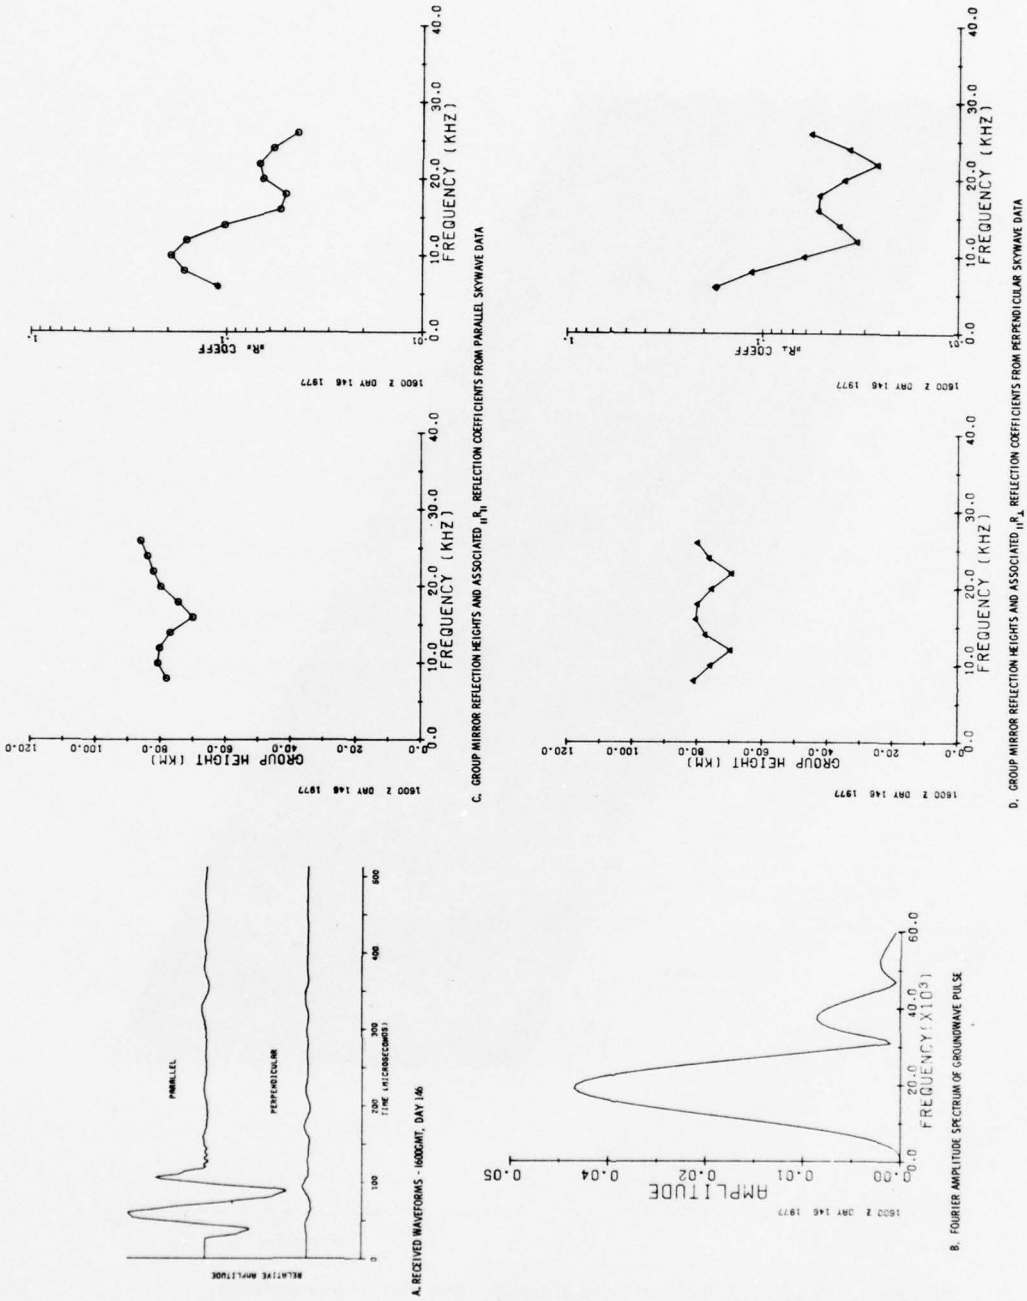 RELATIVE AMPLITUDE
PARALLEL
PERPENDICULAR
0 100 200 300 400 500
TIME (MICROSECONDS)
A. RECEIVED WAVEFORMS - 1600GMT, DAY 146
1600 Z DAY 146 1977
AMPLITUDE
0.05
0.04
0.02
0.01
0.00
0.0 20.0 40.0 60.0
FREQUENCY(X10³)
B. FOURIER AMPLITUDE SPECTRUM OF GROUNDWAVE PULSE
1600 Z DAY 146 1977
GROUP HEIGHT (KM)
120.0
100.0
80.0
60.0
40.0
20.0
0.0
0.0 10.0 20.0 30.0 40.0
FREQUENCY (KHZ)
1600 Z DAY 146 1977
"R" COEFF
.1
.01
0.0 10.0 20.0 30.0 40.0
FREQUENCY (KHZ)
C. GROUP MIRROR REFLECTION HEIGHTS AND ASSOCIATED ||R|| REFLECTION COEFFICIENTS FROM PARALLEL SKYWAVE DATA
1600 Z DAY 146 1977
GROUP HEIGHT (KM)
120.0
100.0
80.0
60.0
40.0
20.0
0.0
0.0 10.0 20.0 30.0 40.0
FREQUENCY (KHZ)
1600 Z DAY 146 1977
"R⊥ COEFF
.1
.01
0.0 10.0 20.0 30.0 40.0
FREQUENCY (KHZ)
D. GROUP MIRROR REFLECTION HEIGHTS AND ASSOCIATED ||R⊥ REFLECTION COEFFICIENTS FROM PERPENDICULAR SKYWAVE DATA